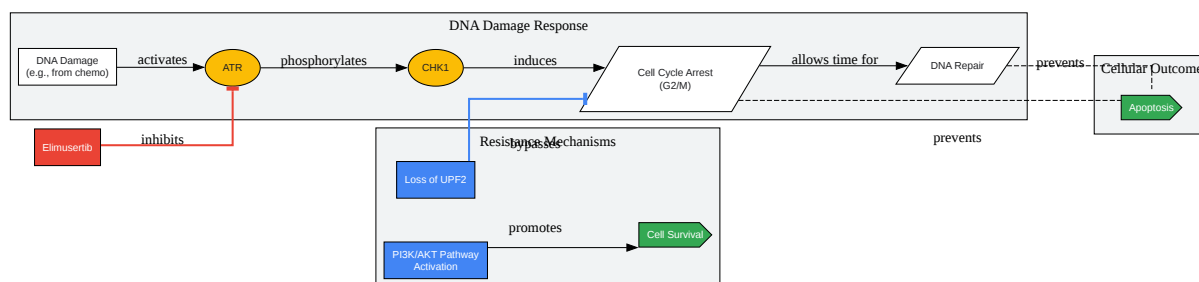 DNA Damage Response
DNA Damage
(e.g., from chemo)
activates
ATR
phosphorylates
CHK1
induces
Cell Cycle Arrest
(G2/M)
allows time for
DNA Repair
prevents
Cellular Outcome
Apoptosis
prevents
Elimusertib
inhibits
Resistance Mechanisms
bypasses
Loss of UPF2
promotes
Cell Survival
PI3K/AKT Pathway
Activation